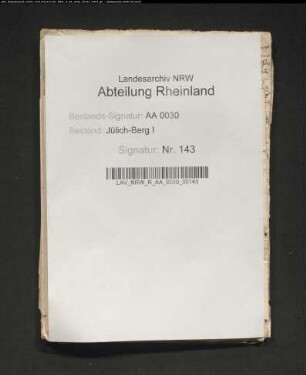 Landesarchiv NRW
Abteilung Rheinland
Bestands-Signatur: AA 0030
Bestand: Jülich-Berg I
Signatur: Nr. 143
LAV_NRW_R_AA_0030_00143